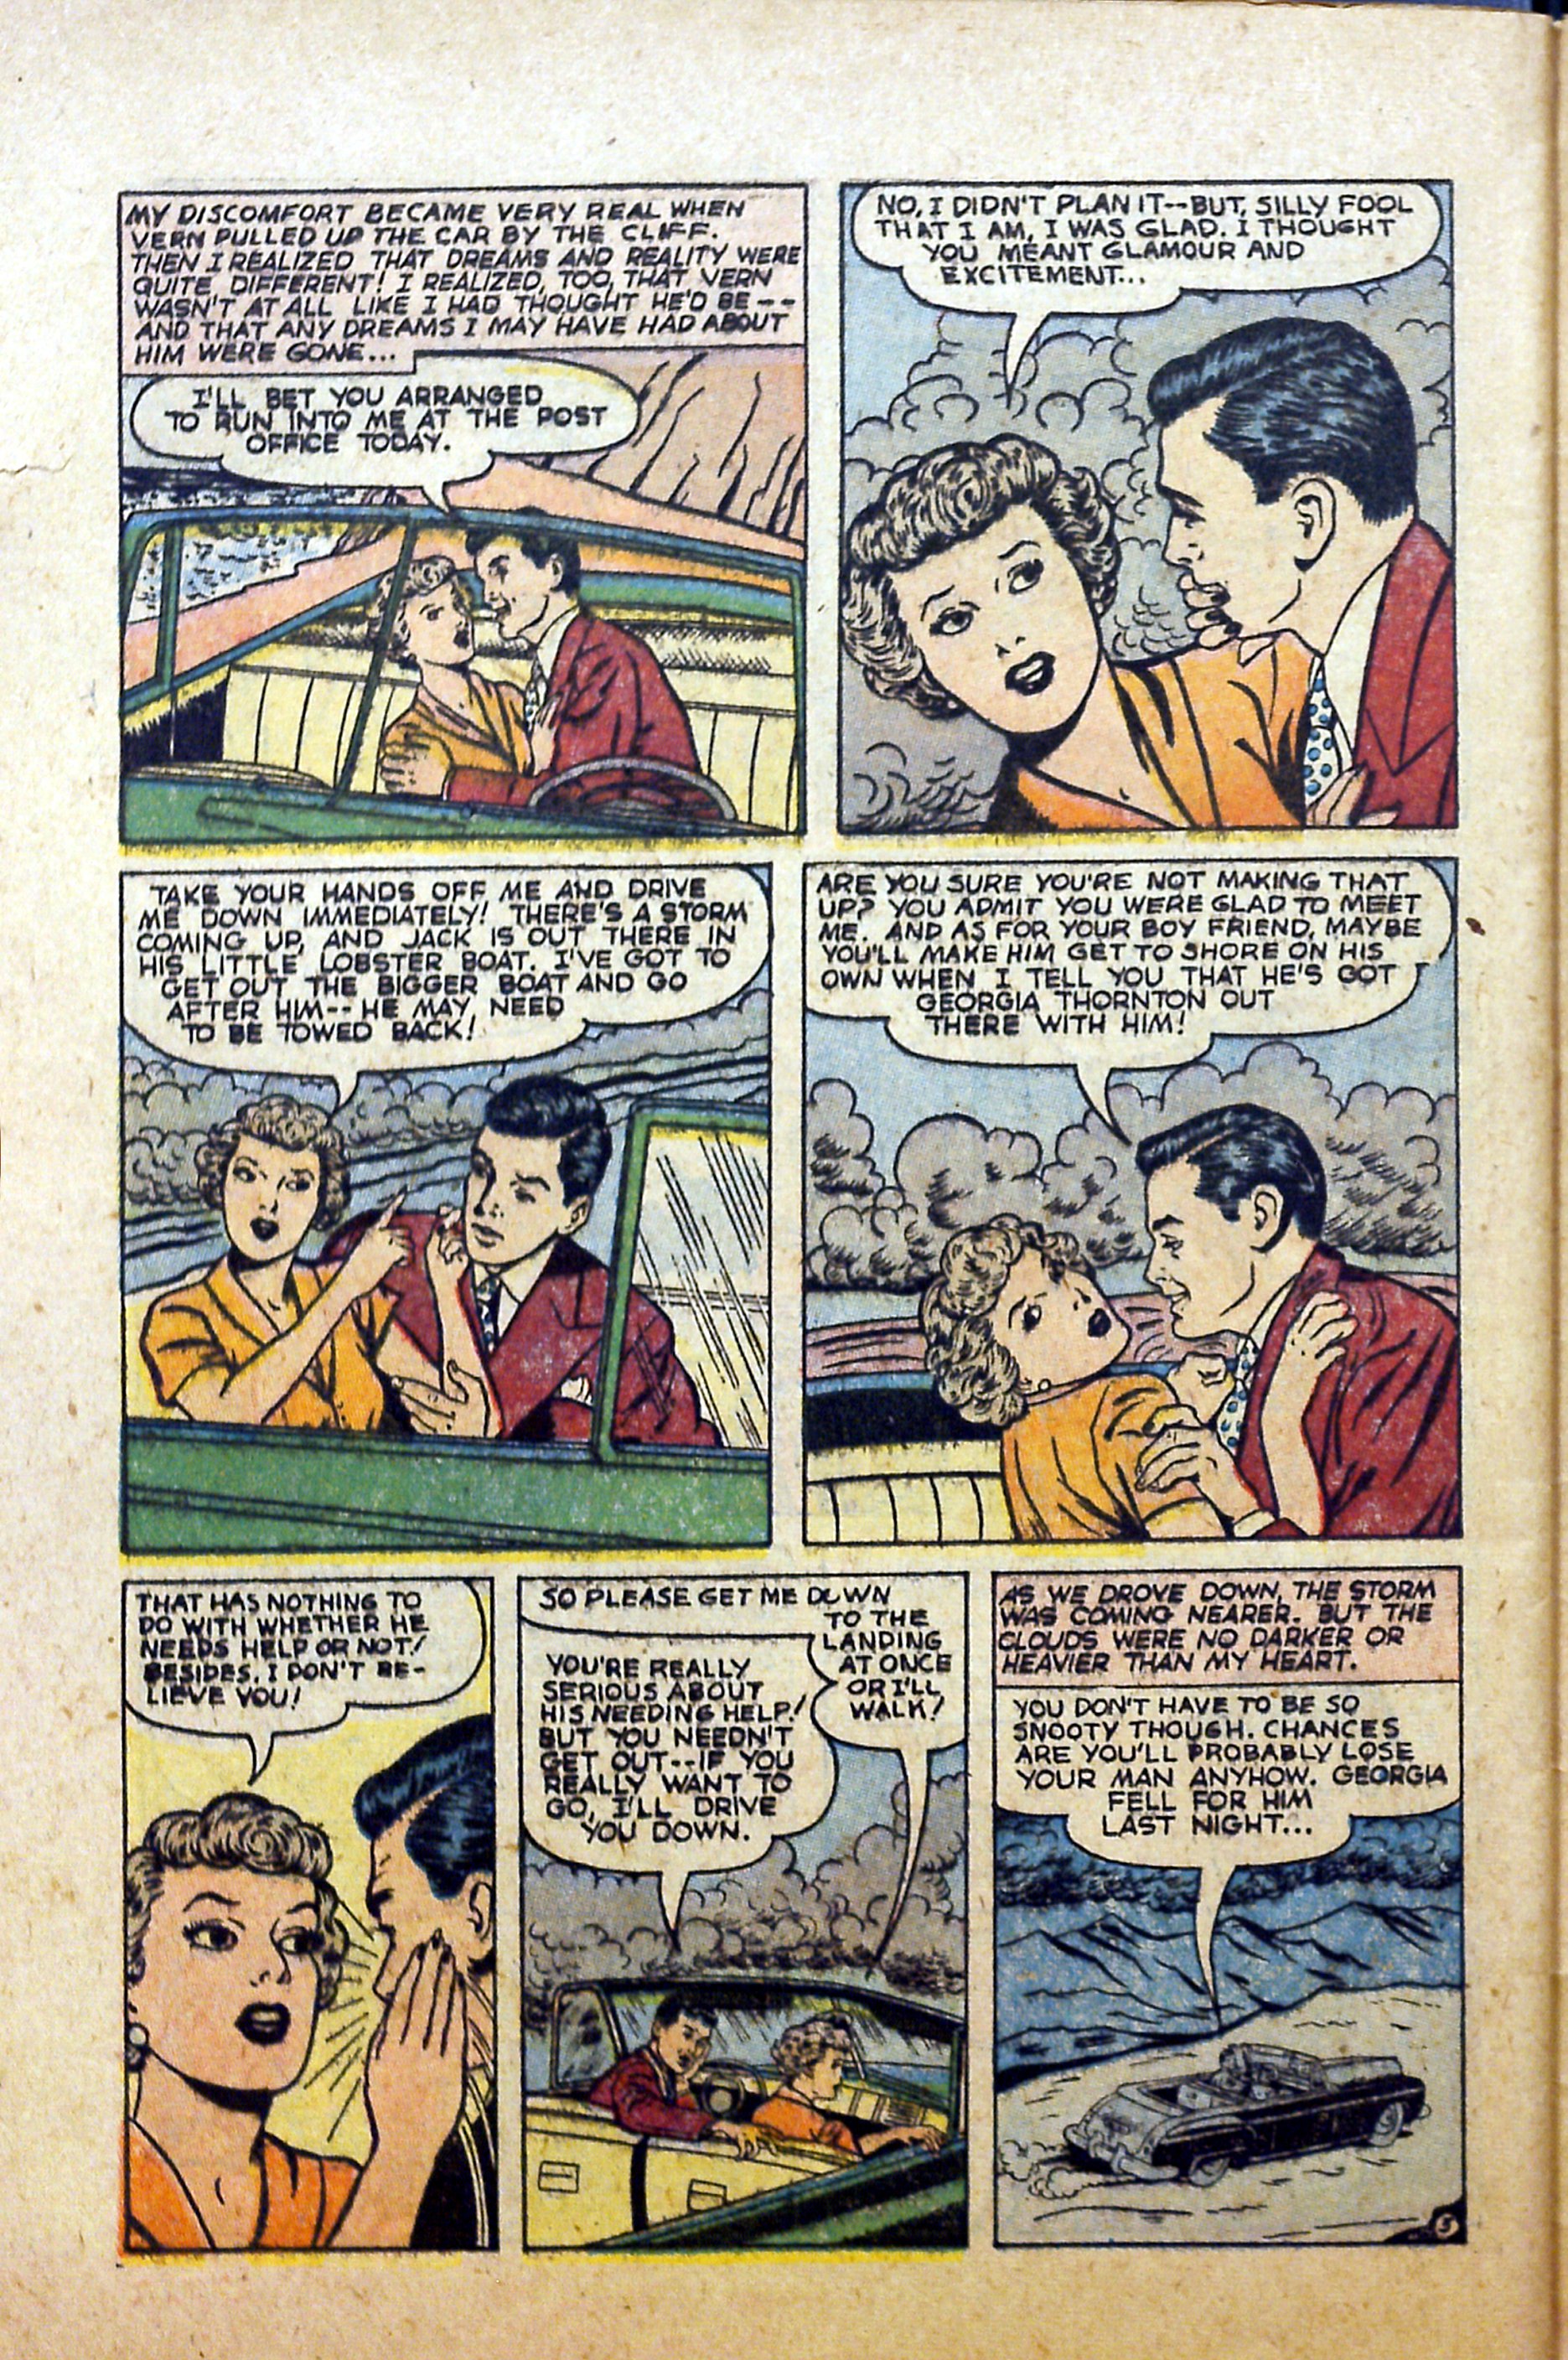 MY DISCOMFORT BECAME VERY REAL WHEN
VERN PULLED UP THE CAR BY THE CLIFF.
THEN I REALIZED THAT DREAMS AND REALITY WERE
QUITE DIFFERENT! I REALIZED, TOO, THAT VERN
WASN'T AT ALL LIKE I HAD THOUGHT HE'D BE--
AND THAT ANY DREAMS I MAY HAVE HAD ABOUT
HIM WERE GONE...
I'LL BET YOU ARRANGED
TO RUN INTO ME AT THE POST
OFFICE TODAY.
NO, I DIDN'T PLAN IT--BUT, SILLY FOOL
THAT I AM, I WAS GLAD. I THOUGHT
YOU MEANT GLAMOUR AND
EXCITEMENT...
TAKE YOUR HANDS OFF ME AND DRIVE
ME DOWN IMMEDIATELY! THERE'S A STORM
COMING UP, AND JACK IS OUT THERE IN
HIS LITTLE LOBSTER BOAT. I'VE GOT TO
GET OUT THE BIGGER BOAT AND GO
AFTER HIM--HE MAY NEED
TO BE TOWED BACK!
ARE YOU SURE YOU'RE NOT MAKING THAT
UP? YOU ADMIT YOU WERE GLAD TO MEET
ME. AND AS FOR YOUR BOY FRIEND, MAYBE
YOU'LL MAKE HIM GET TO SHORE ON HIS
OWN WHEN I TELL YOU THAT HE'S GOT
GEORGIA THORNTON OUT
THERE WITH HIM!
THAT HAS NOTHING TO
DO WITH WHETHER HE
NEEDS HELP OR NOT!
BESIDES, I DON'T BE-
LIEVE YOU!
SO PLEASE GET ME DOWN
TO THE
LANDING
AT ONCE
OR I'LL
WALK!
YOU'RE REALLY
SERIOUS ABOUT
HIS NEEDING HELP!
BUT YOU NEEDN'T
GET OUT--IF YOU
REALLY WANT TO
GO, I'LL DRIVE
YOU DOWN.
AS WE DROVE DOWN, THE STORM
WAS COMING NEARER. BUT THE
CLOUDS WERE NO DARKER OR
HEAVIER THAN MY HEART.
YOU DON'T HAVE TO BE SO
SNOOTY THOUGH. CHANCES
ARE YOU'LL PROBABLY LOSE
YOUR MAN ANYHOW. GEORGIA
FELL FOR HIM
LAST NIGHT...
5